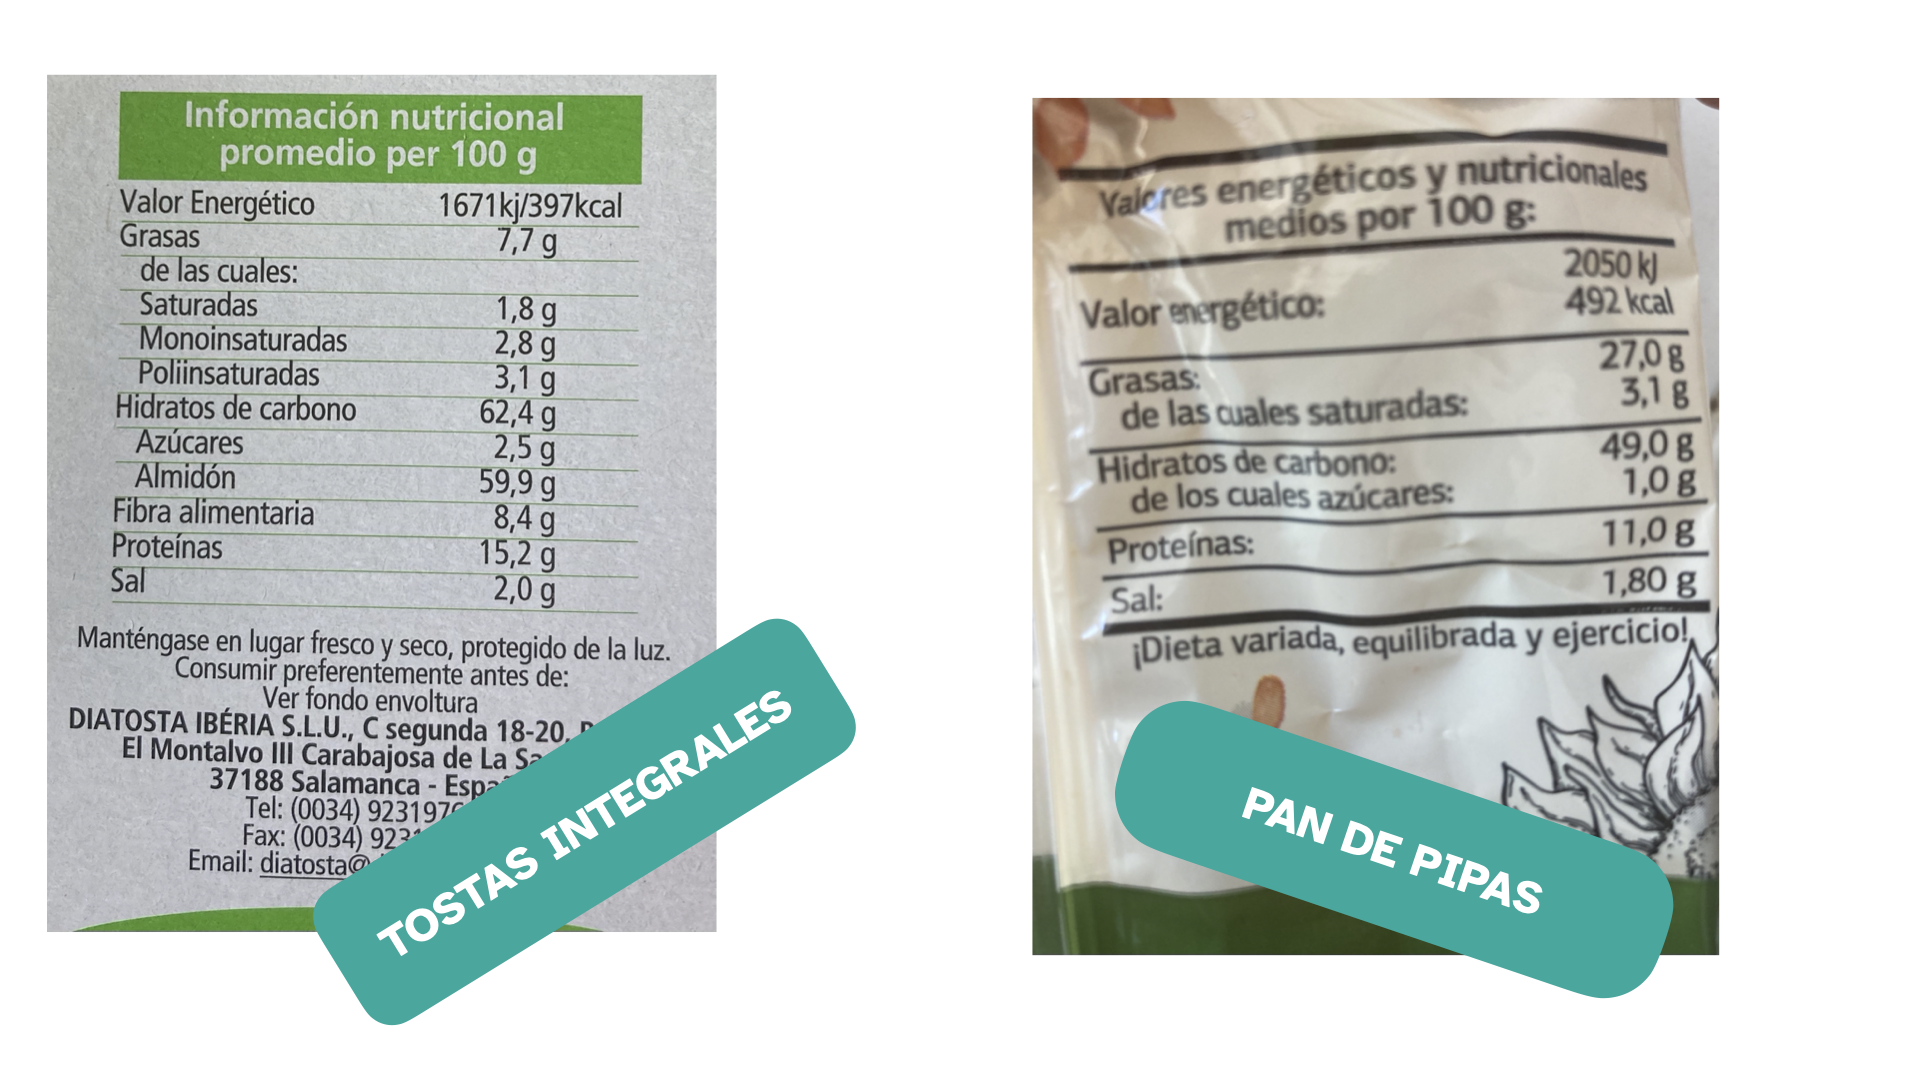 Información nutricional
promedio per 100 g
Valor Energético 1671kj/397kcal
Grasas 7,7 g
de las cuales:
Saturadas 1,8 g
Monoinsaturadas 2,8 g
Poliinsaturadas 3,1 g
Hidratos de carbono 62,4 g
Azúcares 2,5 g
Almidón 59,9 g
Fibra alimentaria 8,4 g
Proteínas 15,2 g
Sal 2,0 g
Manténgase en lugar fresco y seco, protegido de la luz.
Consumir preferentemente antes de:
Ver fondo envoltura
DIATOSTA IBÉRIA S.L.U., C segunda 18-20.
El Montalvo III Carabajosa de La
37188 Salamanca -
Tel: (0034)
Fax: (0034)
Email: diatosta@
TOSTAS INTEGRALES
Valores energéticos y nutricionales
medios por 100 g:
2050 kJ
Valor energético: 492 kcal
Grasas: 27,0 g
de las cuales saturadas: 3,1 g
Hidratos de carbono: 49,0 g
de los cuales azúcares: 1,0 g
Proteínas: 11,0 g
Sal: 1,80 g
¡Dieta variada, equilibrada y ejercicio!
PAN DE PIPAS